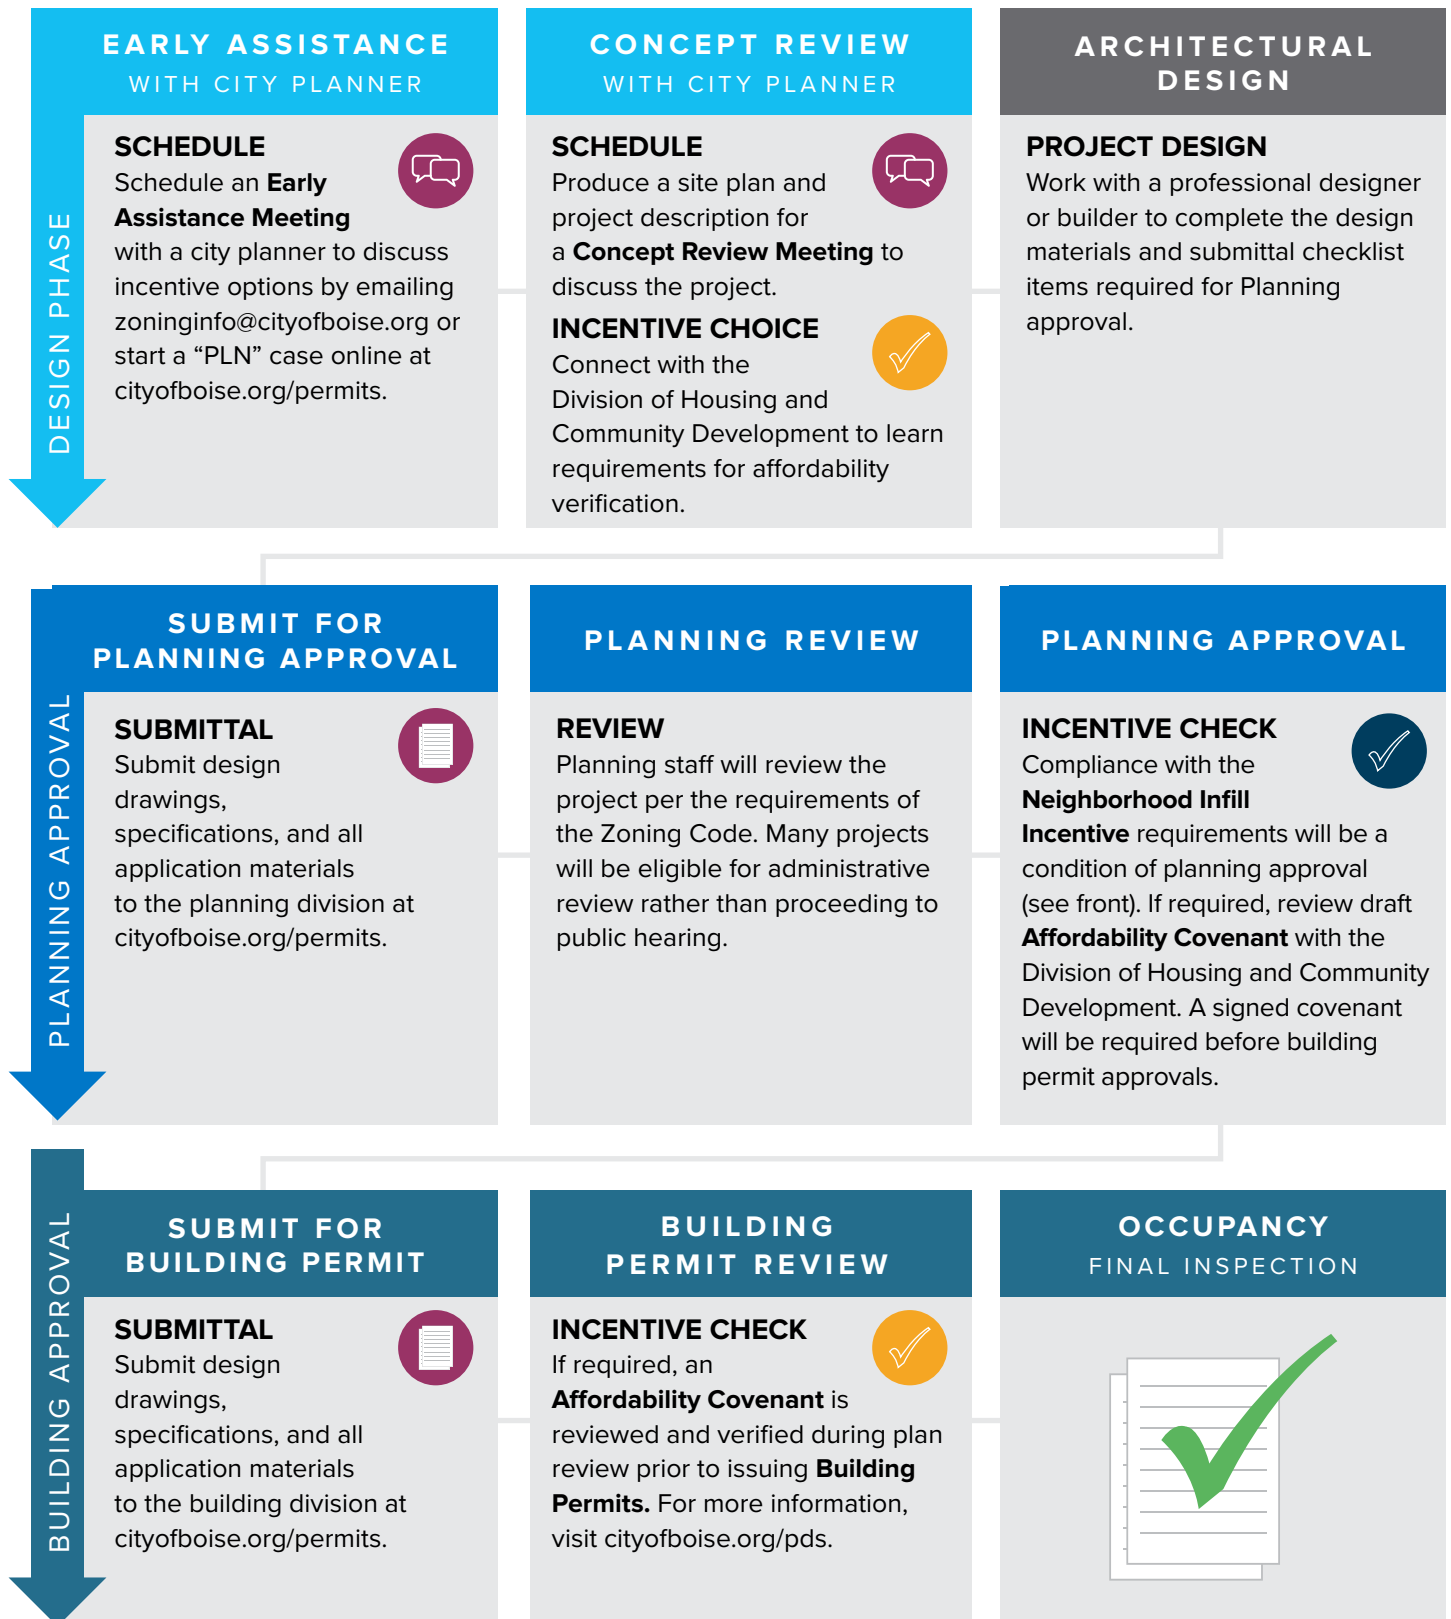 DESIGN PHASE
EARLY ASSISTANCE
WITH CITY PLANNER
SCHEDULE
Schedule an Early
Assistance Meeting
with a city planner to discuss
incentive options by emailing
zoninginfo@cityofboise.org or
start a “PLN” case online at
cityofboise.org/permits.
CONCEPT REVIEW
WITH CITY PLANNER
SCHEDULE
Produce a site plan and
project description for
a Concept Review Meeting to
discuss the project.
INCENTIVE CHOICE
Connect with the
Division of Housing and
Community Development to learn
requirements for affordability
verification.
ARCHITECTURAL
DESIGN
PROJECT DESIGN
Work with a professional designer
or builder to complete the design
materials and submittal checklist
items required for Planning
approval.
PLANNING APPROVAL
SUBMIT FOR
PLANNING APPROVAL
SUBMITTAL
Submit design
drawings,
specifications, and all
application materials
to the planning division at
cityofboise.org/permits.
PLANNING REVIEW
REVIEW
Planning staff will review the
project per the requirements of
the Zoning Code. Many projects
will be eligible for administrative
review rather than proceeding to
public hearing.
PLANNING APPROVAL
INCENTIVE CHECK
Compliance with the
Neighborhood Infill
Incentive requirements will be a
condition of planning approval
(see front). If required, review draft
Affordability Covenant with the
Division of Housing and Community
Development. A signed covenant
will be required before building
permit approvals.
BUILDING APPROVAL
SUBMIT FOR
BUILDING PERMIT
SUBMITTAL
Submit design
drawings,
specifications, and all
application materials
to the building division at
cityofboise.org/permits.
BUILDING
PERMIT REVIEW
INCENTIVE CHECK
If required, an
Affordability Covenant is
reviewed and verified during plan
review prior to issuing Building
Permits. For more information,
visit cityofboise.org/pds.
OCCUPANCY
FINAL INSPECTION